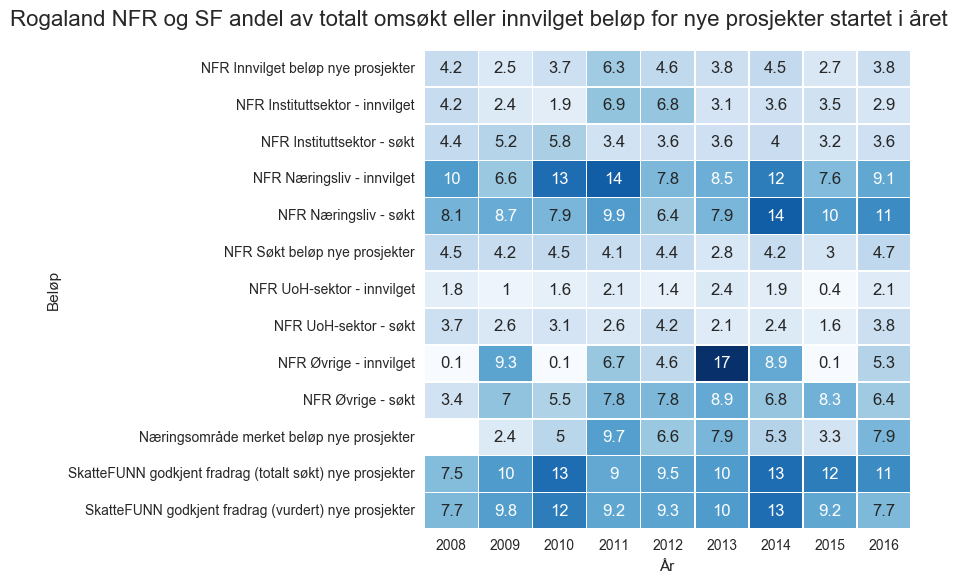 Rogaland NFR og SF andel av totalt omsøkt eller innvilget beløp for nye prosjekter startet i året
NFR Innvilget beløp nye prosjekter 4.2 2.5 3.7 6.3 4.6 3.8 4.5 2.7 3.8
NFR Instituttsektor - innvilget 4.2 2.4 1.9 6.9 6.8 3.1 3.6 3.5 2.9
NFR Instituttsektor - søkt 4.4 5.2 5.8 3.4 3.6 3.6 4 3.2 3.6
NFR Næringsliv - innvilget 10 6.6 13 14 7.8 8.5 12 7.6 9.1
NFR Næringsliv - søkt 8.1 8.7 7.9 9.9 6.4 7.9 14 10 11
NFR Søkt beløp nye prosjekter 4.5 4.2 4.5 4.1 4.4 2.8 4.2 3 4.7
NFR UoH-sektor - innvilget 1.8 1 1.6 2.1 1.4 2.4 1.9 0.4 2.1
Beløp
NFR UoH-sektor - søkt 3.7 2.6 3.1 2.6 4.2 2.1 2.4 1.6 3.8
NFR Øvrige - innvilget 0.1 9.3 0.1 6.7 4.6 17 8.9 0.1 5.3
NFR Øvrige - søkt 3.4 7 5.5 7.8 7.8 8.9 6.8 8.3 6.4
Næringsområde merket beløp nye prosjekter 2.4 5 9.7 6.6 7.9 5.3 3.3 7.9
SkatteFUNN godkjent fradrag (totalt søkt) nye prosjekter 7.5 10 13 9 9.5 10 13 12 11
SkatteFUNN godkjent fradrag (vurdert) nye prosjekter 7.7 9.8 12 9.2 9.3 10 13 9.2 7.7
2008 2009 2010 2011 2012 2013 2014 2015 2016
År